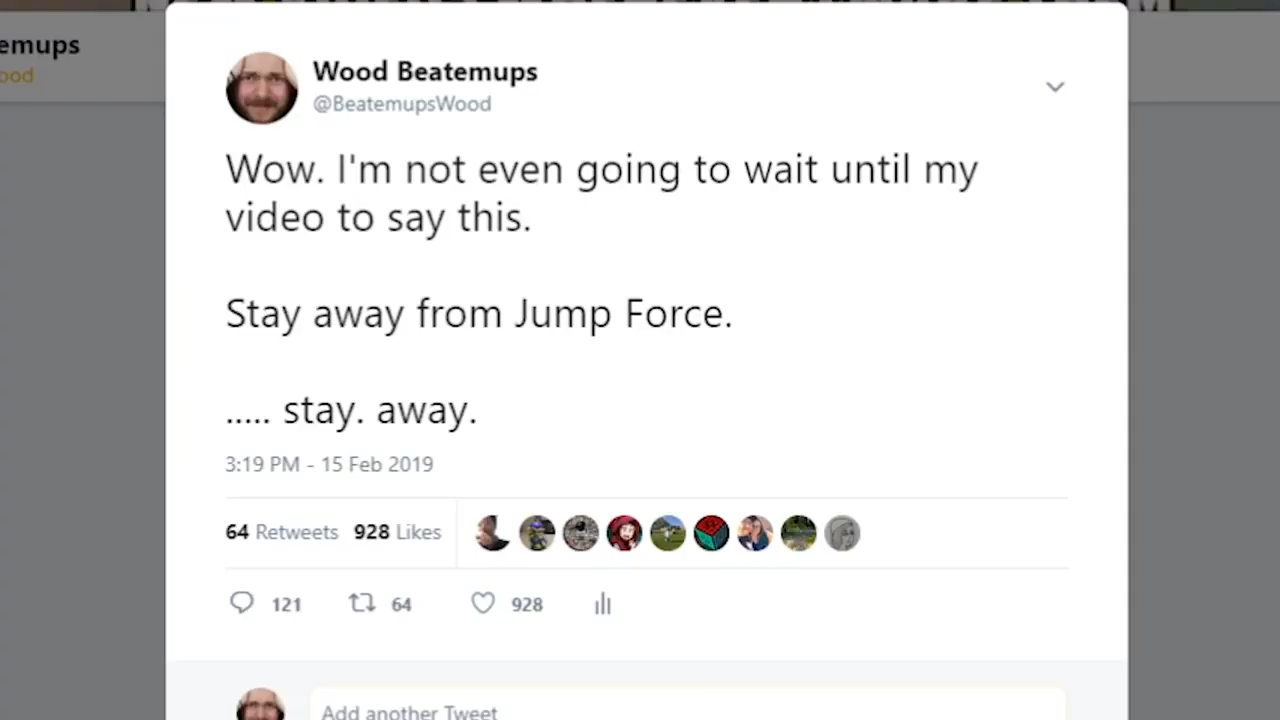 emups
ood
Wood Beatemups
@BeatemupsWood
Wow. I'm not even going to wait until my
video to say this.
Stay away from Jump Force.
..... stay. away.
3:19 PM - 15 Feb 2019
64 Retweets 928 Likes
121 64 928
Add another Tweet